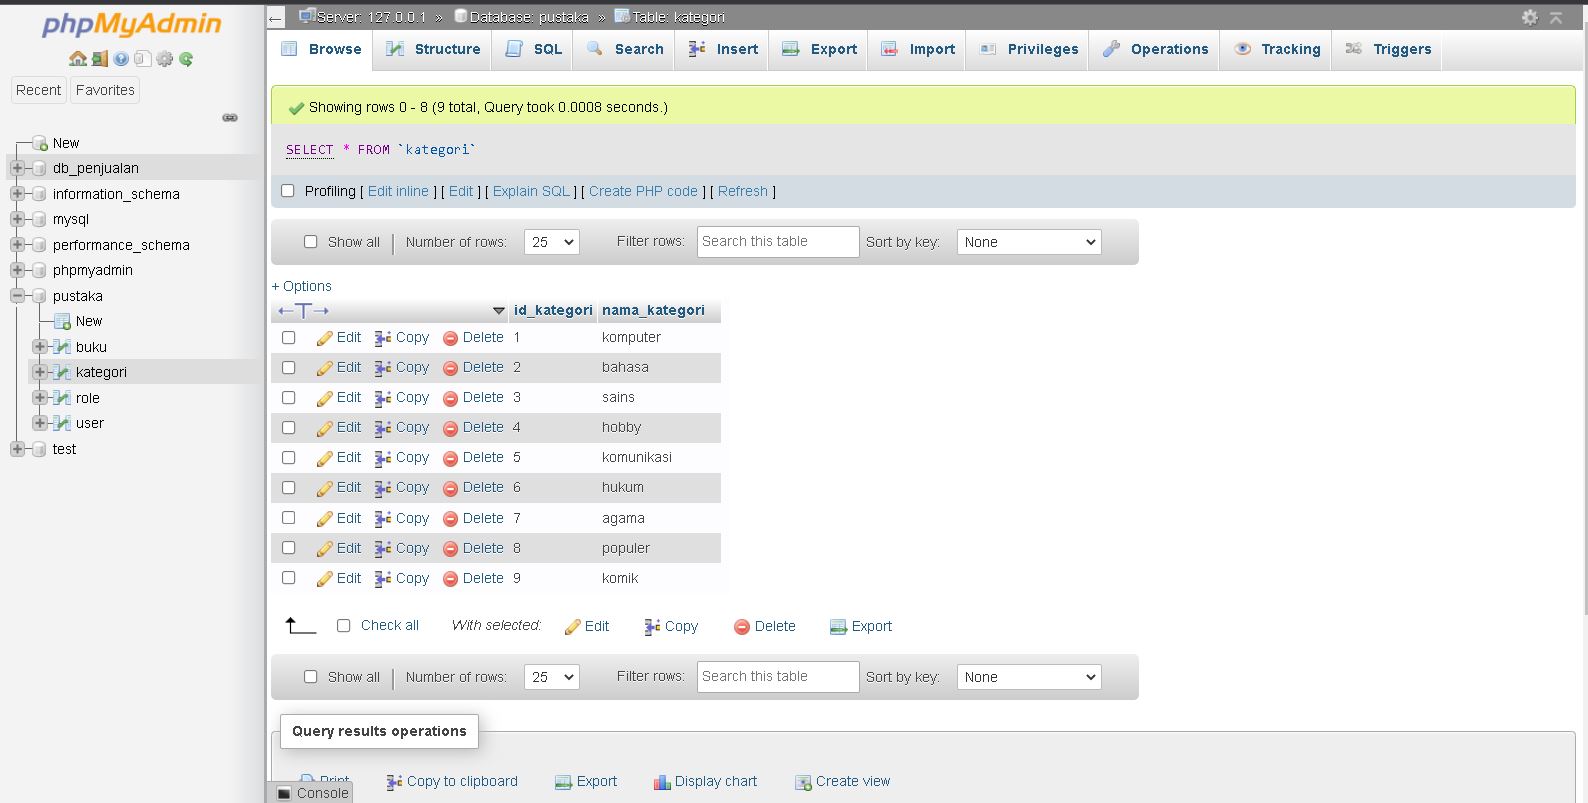 phpMyAdmin
Recent Favorites
New
db_penjualan
information_schema
mysql
performance_schema
phpmyadmin
pustaka
New
buku
kategori
role
user
test
Server: 127.0.0.1 » Database: pustaka » Table: kategori
Browse Structure SQL Search Insert Export Import Privileges Operations Tracking Triggers
Showing rows 0 - 8 (9 total, Query took 0.0008 seconds.)
SELECT * FROM `kategori`
Profiling [ Edit inline ] [ Edit ] [ Explain SQL ] [ Create PHP code ] [ Refresh ]
Show all | Number of rows: 25 Filter rows: Search this table Sort by key: None
+ Options
←T→ id_kategori nama_kategori
Edit Copy Delete 1 komputer
Edit Copy Delete 2 bahasa
Edit Copy Delete 3 sains
Edit Copy Delete 4 hobby
Edit Copy Delete 5 komunikasi
Edit Copy Delete 6 hukum
Edit Copy Delete 7 agama
Edit Copy Delete 8 populer
Edit Copy Delete 9 komik
Check all With selected: Edit Copy Delete Export
Show all | Number of rows: 25 Filter rows: Search this table Sort by key: None
Query results operations
Print Copy to clipboard Export Display chart Create view
Console